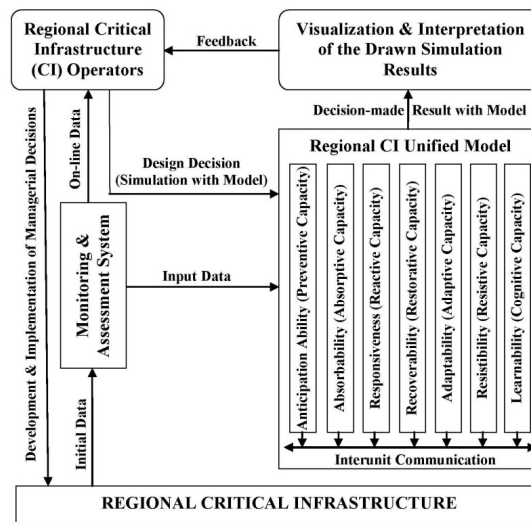 Regional Critical
Infrastructure
(CI) Operators
Feedback
Visualization & Interpretation
of the Drawn Simulation
Results
Decision-made
Result with Model
Development & Implementation of Managerial Decisions
On-line Data
Design Decision
(Simulation with Model)
Monitoring &
Assessment System
Input Data
Initial Data
Regional CI Unified Model
Anticipation Ability (Preventive Capacity)
Absorbability (Absorptive Capacity)
Responsiveness (Reactive Capacity)
Recoverability (Restorative Capacity)
Adaptability (Adaptive Capacity)
Resistibility (Resistive Capacity)
Learnability (Cognitive Capacity)
Interunit Communication
REGIONAL CRITICAL INFRASTRUCTURE